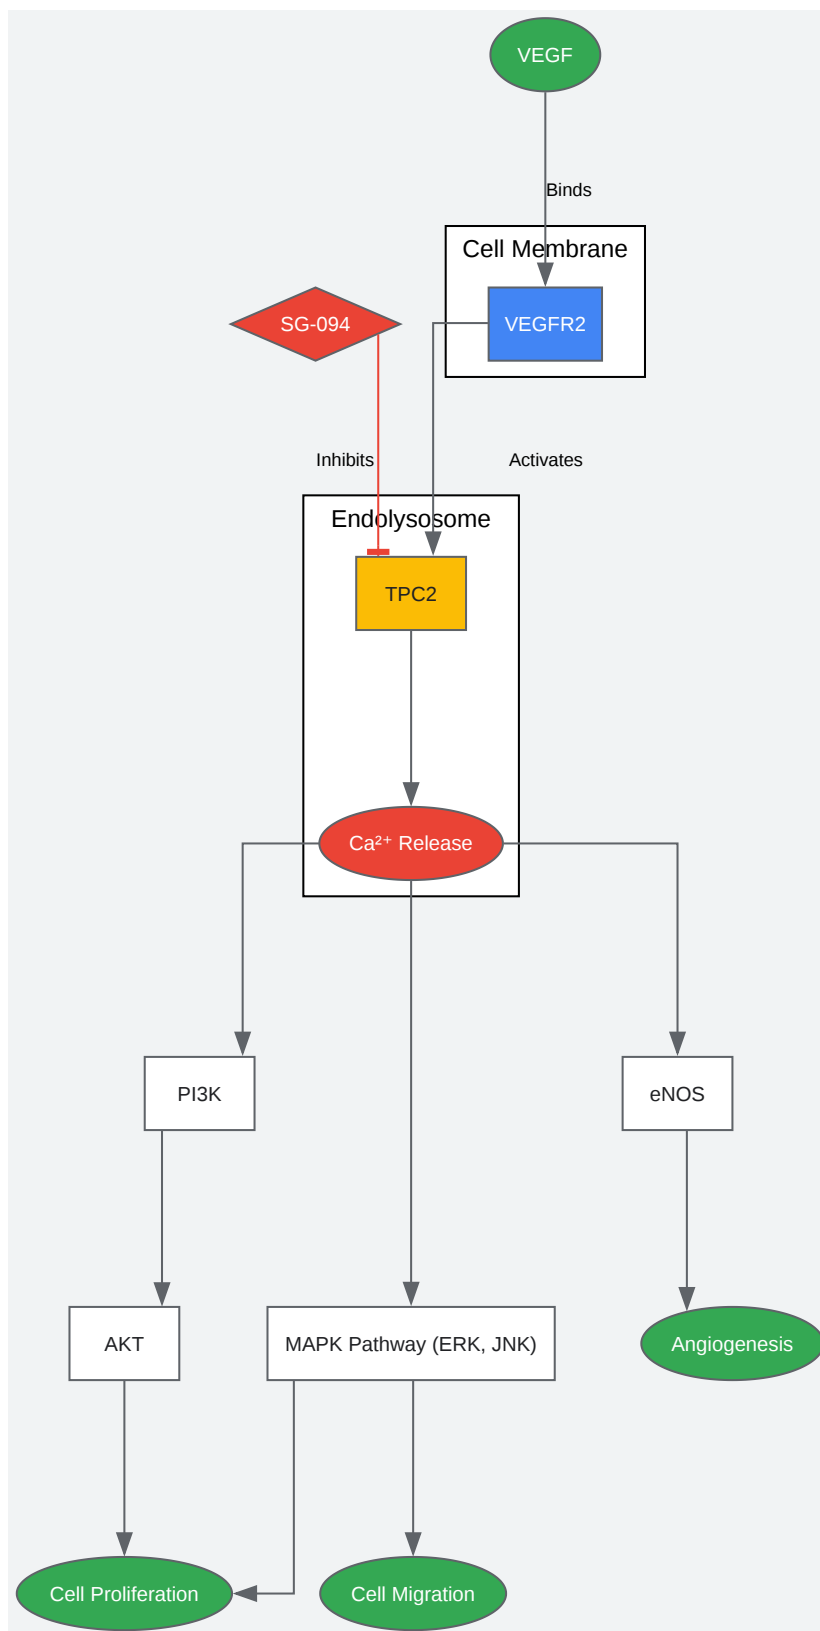 VEGF
Binds
Cell Membrane
SG-094
VEGFR2
Inhibits
Activates
Endolysosome
TPC2
Ca²⁺ Release
PI3K
eNOS
AKT
MAPK Pathway (ERK, JNK)
Angiogenesis
Cell Proliferation
Cell Migration